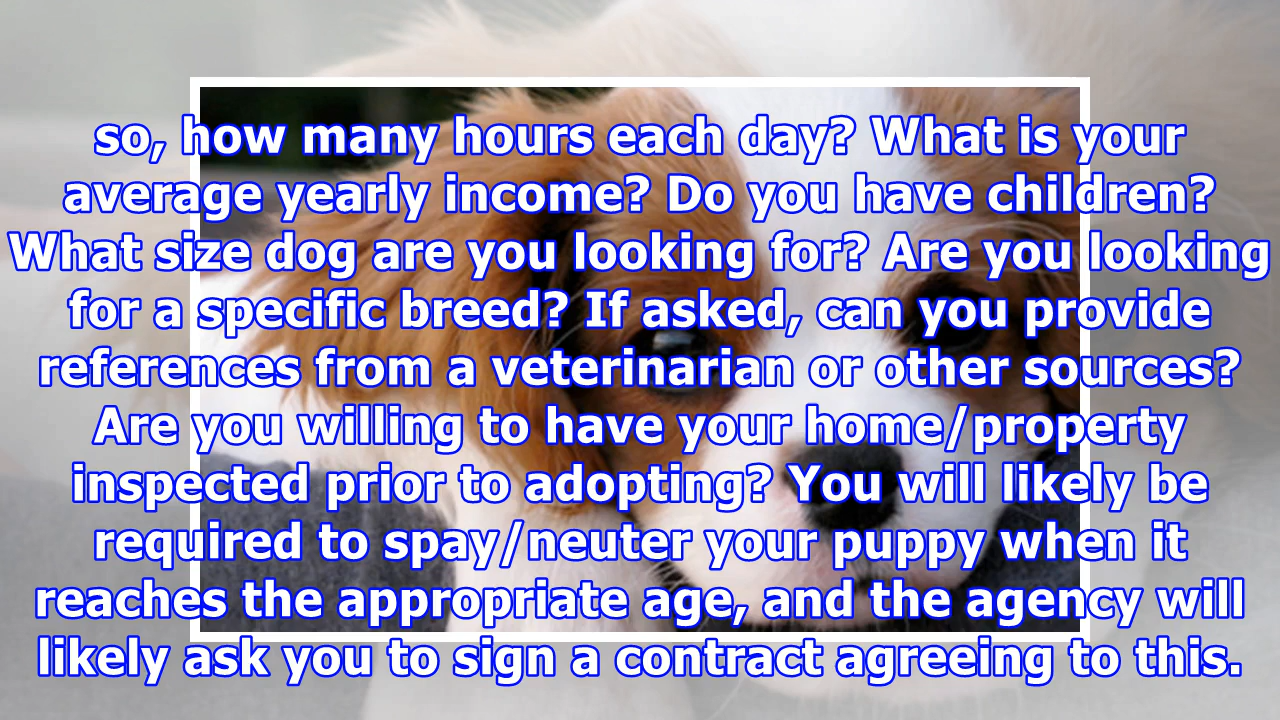 so, how many hours each day? What is your
average yearly income? Do you have children?
What size dog are you looking for? Are you looking
for a specific breed? If asked, can you provide
references from a veterinarian or other sources?
Are you willing to have your home/property
inspected prior to adopting? You will likely be
required to spay/neuter your puppy when it
reaches the appropriate age, and the agency will
likely ask you to sign a contract agreeing to this.